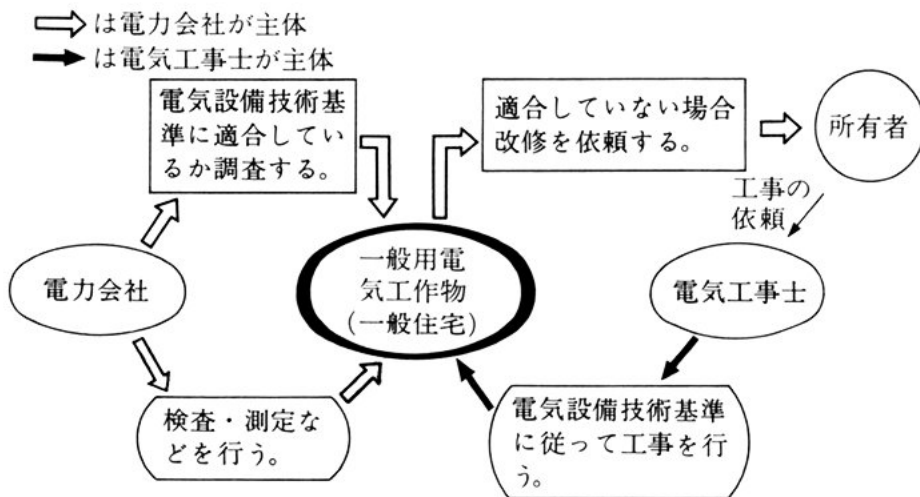 は電力会社が主体
は電気工事士が主体
電気設備技術基
準に適合してい
るか調査する。
適合していない場合
改修を依頼する。
所有者
工事の
依頼
電力会社
一般用電
気工作物
(一般住宅)
電気工事士
検査・測定な
どを行う。
電気設備技術基準
に従って工事を行
う。